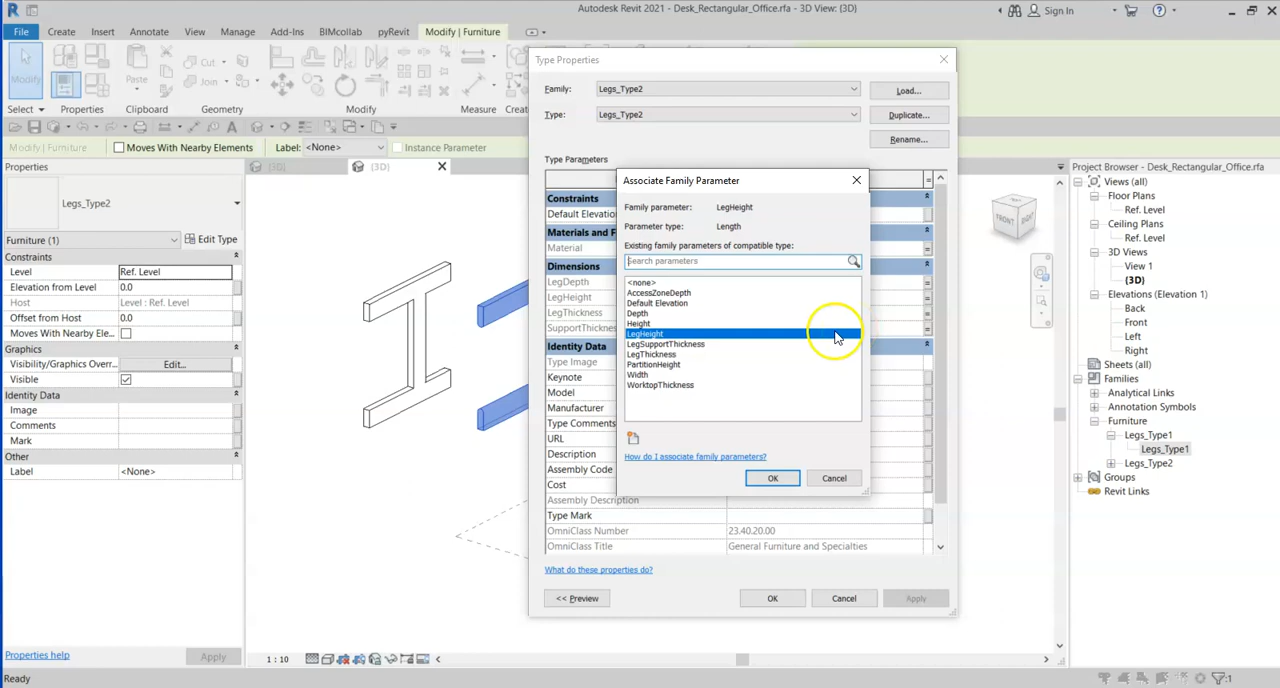 Autodesk Revit 2021 - Desk_Rectangular_Office.rfa - 3D View: {3D}
Sign In
File Create Insert Annotate View Manage Add-Ins BIMcollab pyRevit Modify | Furniture
Modify
Paste
Cut
Join
Select Properties Clipboard Geometry Modify Measure Create
Modify | Furniture Moves With Nearby Elements Label: <None> Instance Parameter
Properties
Legs_Type2
Furniture (1) Edit Type
Constraints
Level Ref. Level
Elevation from Level 0.0
Host Level : Ref. Level
Offset from Host 0.0
Moves With Nearby Ele...
Graphics
Visibility/Graphics Overr... Edit...
Visible
Identity Data
Image
Comments
Mark
Other
Label <None>
Properties help Apply
{3D} {3D}
1 : 10
Ready
Type Properties
Family: Legs_Type2 Load...
Type: Legs_Type2 Duplicate...
Rename...
Type Parameters
=
Constraints
Default Elevatio
Materials and F
Material
Dimensions
LegDepth
LegHeight
LegThickness
SupportThickne
Identity Data
Type Image
Keynote
Model
Manufacturer
Type Comments
URL
Description
Assembly Code
Cost
Assembly Description
Type Mark
OmniClass Number 23.40.20.00
OmniClass Title General Furniture and Specialties
What do these properties do?
<< Preview OK Cancel Apply
Associate Family Parameter
Family parameter: LegHeight
Parameter type: Length
Existing family parameters of compatible type:
Search parameters
<none>
AccessZoneDepth
Default Elevation
Depth
Height
LegHeight
LegSupportThickness
LegThickness
PartitionHeight
Width
WorktopThickness
How do I associate family parameters?
OK Cancel
FRONT RIGHT
Project Browser - Desk_Rectangular_Office.rfa
Views (all)
Floor Plans
Ref. Level
Ceiling Plans
Ref. Level
3D Views
View 1
{3D}
Elevations (Elevation 1)
Back
Front
Left
Right
Sheets (all)
Families
Analytical Links
Annotation Symbols
Furniture
Legs_Type1
Legs_Type1
Legs_Type2
Groups
Revit Links
:1